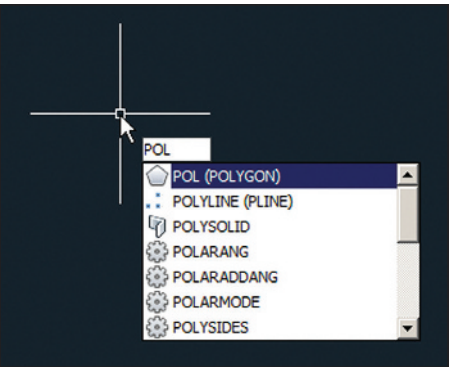 POL
POL (POLYGON)
POLYLINE (PLINE)
POLYSOLID
POLARANG
POLARADDANG
POLARMODE
POLYSIDES